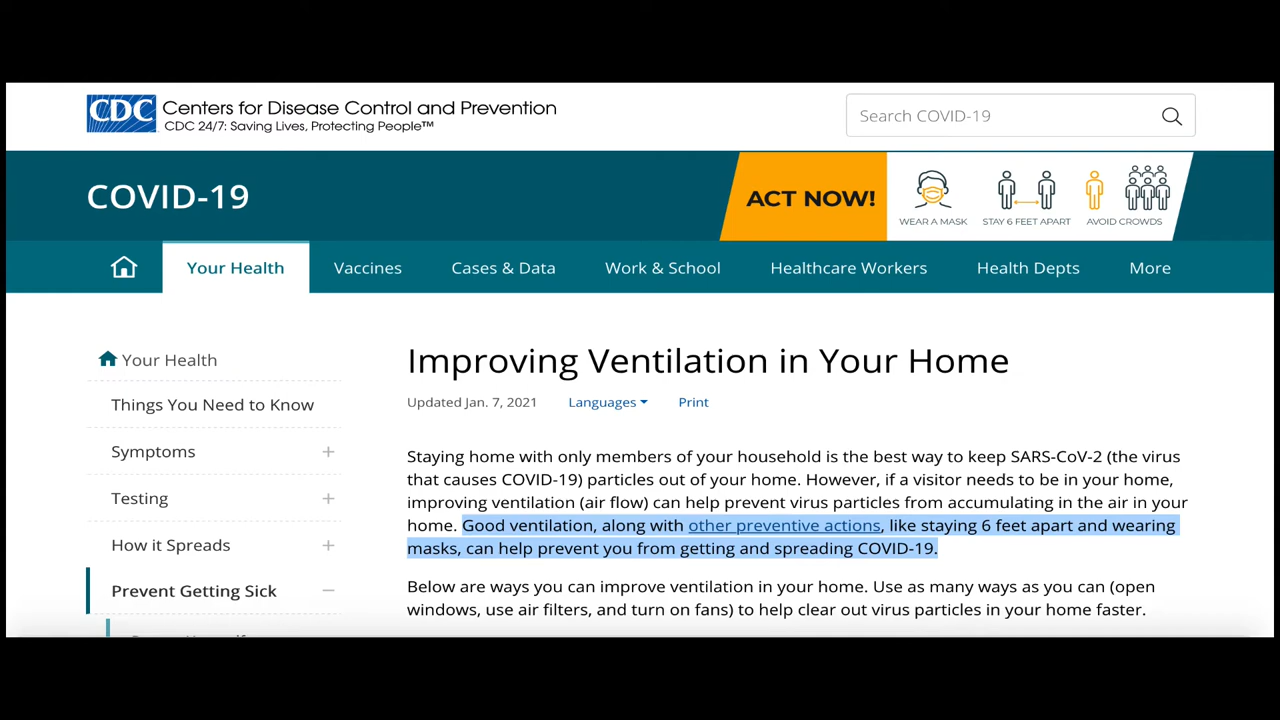 CDC Centers for Disease Control and Prevention
CDC 24/7: Saving Lives, Protecting People™
Search COVID-19
COVID-19
ACT NOW!
WEAR A MASK STAY 6 FEET APART AVOID CROWDS
Your Health Vaccines Cases & Data Work & School Healthcare Workers Health Depts More
Your Health
Things You Need to Know
Symptoms
Testing
How it Spreads
Prevent Getting Sick
Improving Ventilation in Your Home
Updated Jan. 7, 2021 Languages Print
Staying home with only members of your household is the best way to keep SARS-CoV-2 (the virus
that causes COVID-19) particles out of your home. However, if a visitor needs to be in your home,
improving ventilation (air flow) can help prevent virus particles from accumulating in the air in your
home. Good ventilation, along with other preventive actions, like staying 6 feet apart and wearing
masks, can help prevent you from getting and spreading COVID-19.
Below are ways you can improve ventilation in your home. Use as many ways as you can (open
windows, use air filters, and turn on fans) to help clear out virus particles in your home faster.